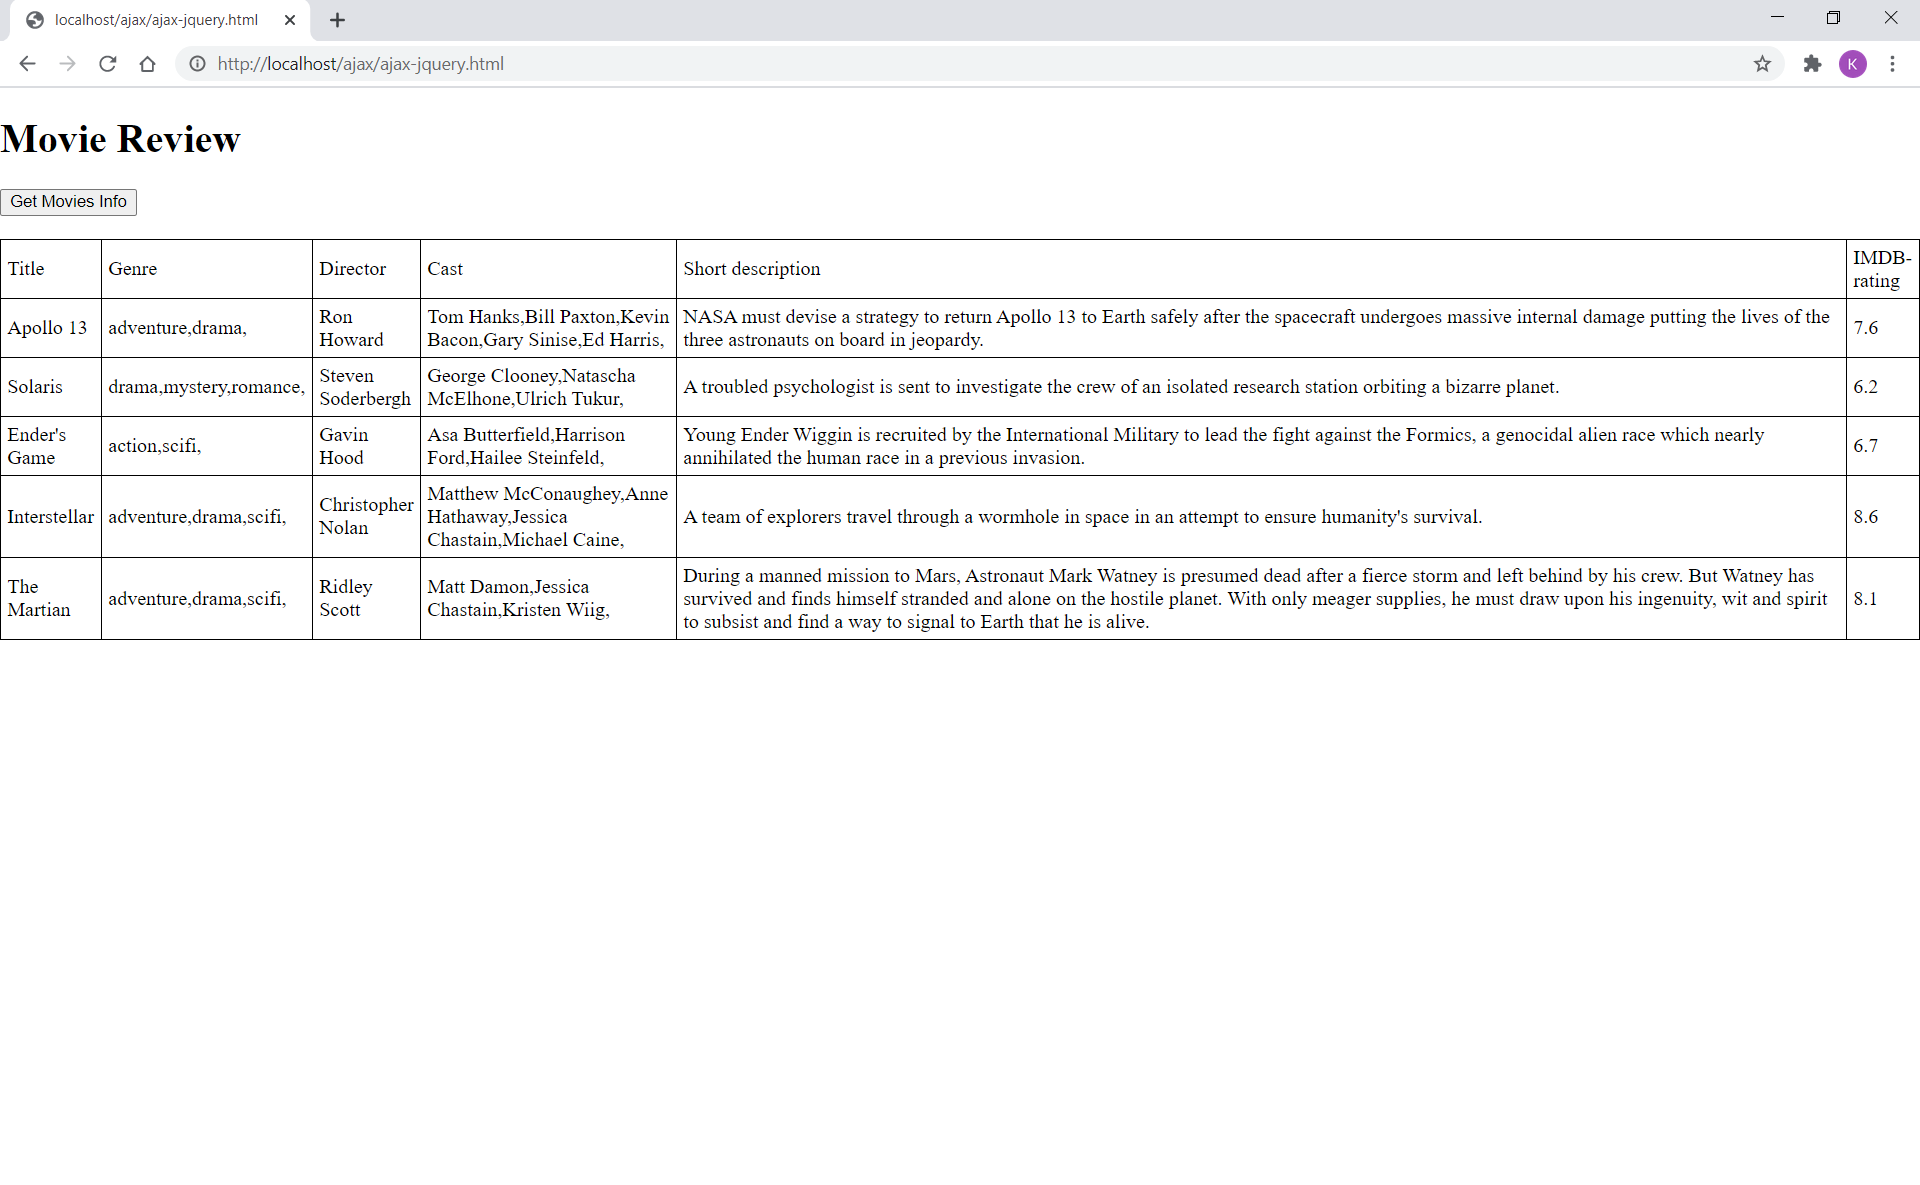 localhost/ajax/ajax-jquery.html
http://localhost/ajax/ajax-jquery.html
K
Movie Review
Get Movies Info
Title
Genre
Director
Cast
Short description
IMDB-
rating
Apollo 13
adventure,drama,
Ron
Howard
Tom Hanks,Bill Paxton,Kevin
Bacon,Gary Sinise,Ed Harris,
NASA must devise a strategy to return Apollo 13 to Earth safely after the spacecraft undergoes massive internal damage putting the lives of the
three astronauts on board in jeopardy.
7.6
Solaris
drama,mystery,romance,
Steven
Soderbergh
George Clooney,Natascha
McElhone,Ulrich Tukur,
A troubled psychologist is sent to investigate the crew of an isolated research station orbiting a bizarre planet.
6.2
Ender's
Game
action,scifi,
Gavin
Hood
Asa Butterfield,Harrison
Ford,Hailee Steinfeld,
Young Ender Wiggin is recruited by the International Military to lead the fight against the Formics, a genocidal alien race which nearly
annihilated the human race in a previous invasion.
6.7
Interstellar
adventure,drama,scifi,
Christopher
Nolan
Matthew McConaughey,Anne
Hathaway,Jessica
Chastain,Michael Caine,
A team of explorers travel through a wormhole in space in an attempt to ensure humanity's survival.
8.6
The
Martian
adventure,drama,scifi,
Ridley
Scott
Matt Damon,Jessica
Chastain,Kristen Wiig,
During a manned mission to Mars, Astronaut Mark Watney is presumed dead after a fierce storm and left behind by his crew. But Watney has
survived and finds himself stranded and alone on the hostile planet. With only meager supplies, he must draw upon his ingenuity, wit and spirit
to subsist and find a way to signal to Earth that he is alive.
8.1